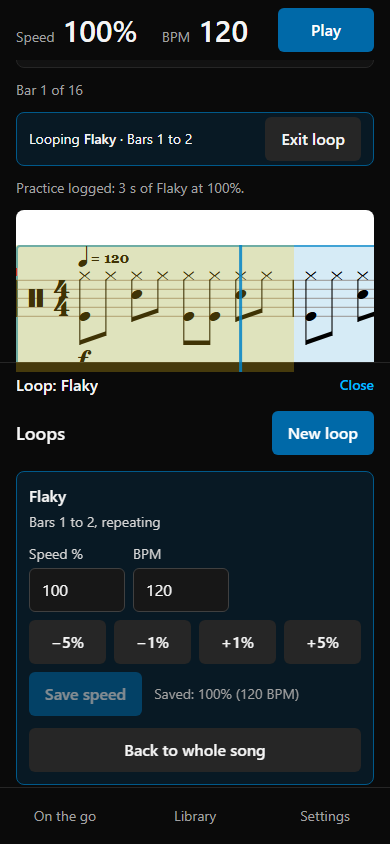 Speed 100% BPM 120 Play
Bar 1 of 16
Looping Flaky · Bars 1 to 2 Exit loop
Practice logged: 3 s of Flaky at 100%.
= 120
4
4
f
Loop: Flaky Close
Loops New loop
Flaky
Bars 1 to 2, repeating
Speed % BPM
100 120
−5% −1% +1% +5%
Save speed Saved: 100% (120 BPM)
Back to whole song
On the go Library Settings